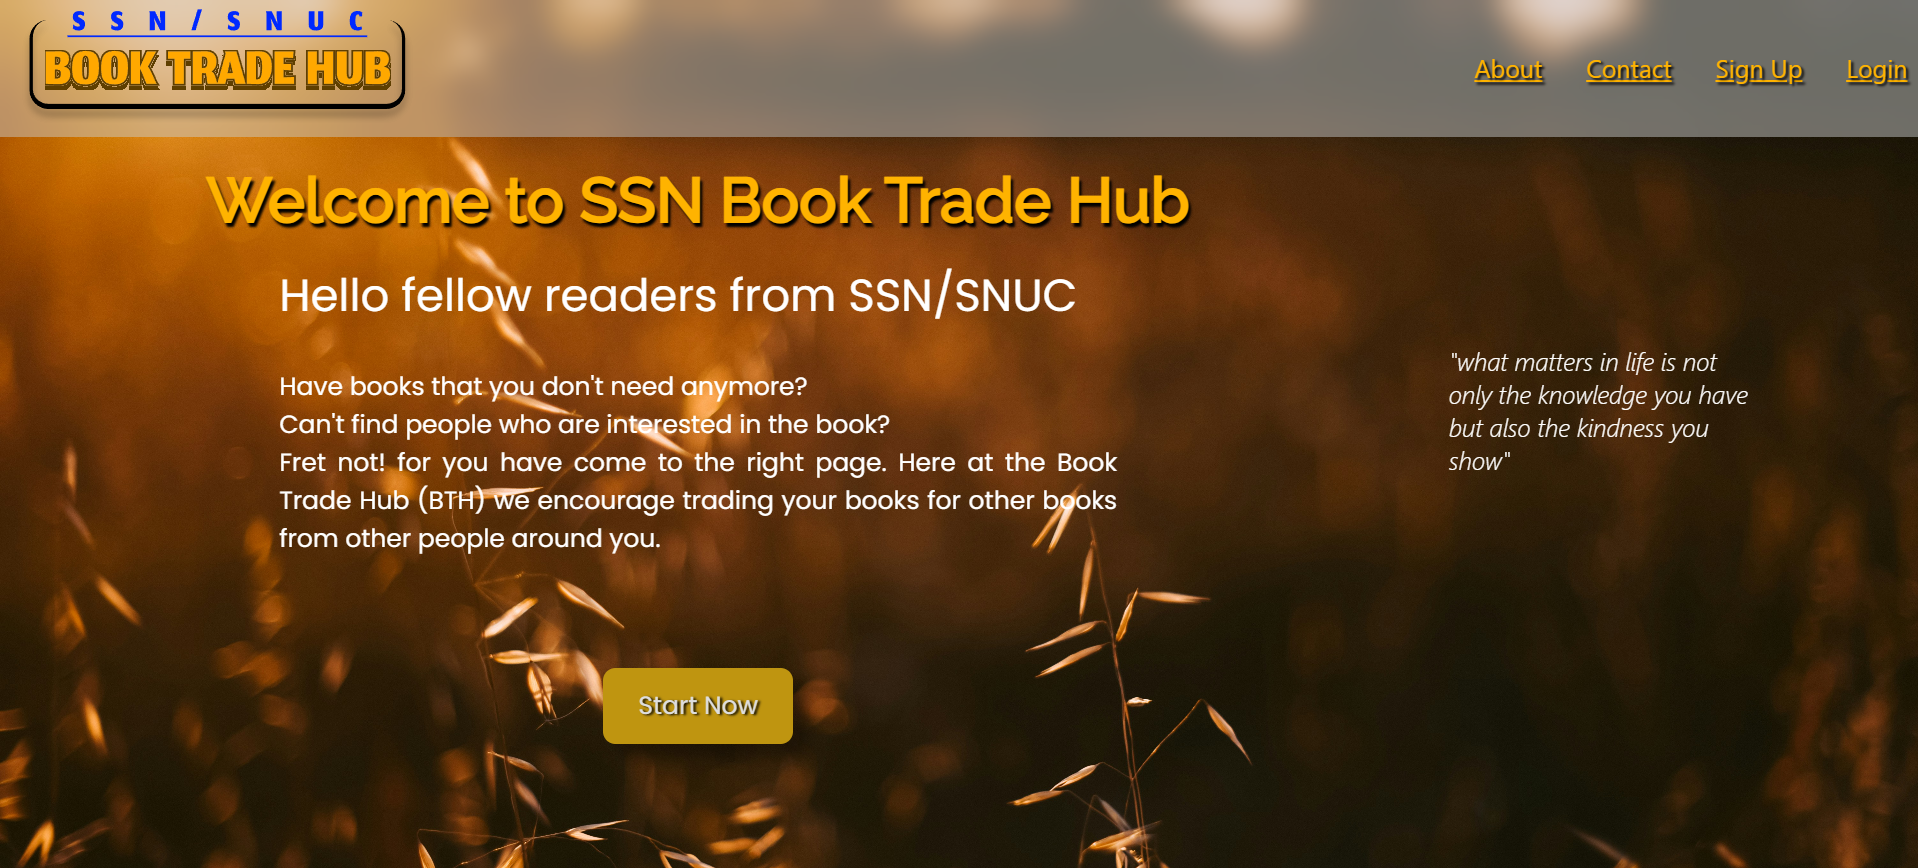 SSN/SNUC
BOOK TRADE HUB
About Contact Sign Up Login
Welcome to SSN Book Trade Hub
Hello fellow readers from SSN/SNUC
Have books that you don't need anymore?
Can't find people who are interested in the book?
Fret not! for you have come to the right page. Here at the Book
Trade Hub (BTH) we encourage trading your books for other books
from other people around you.
"what matters in life is not
only the knowledge you have
but also the kindness you
show"
Start Now